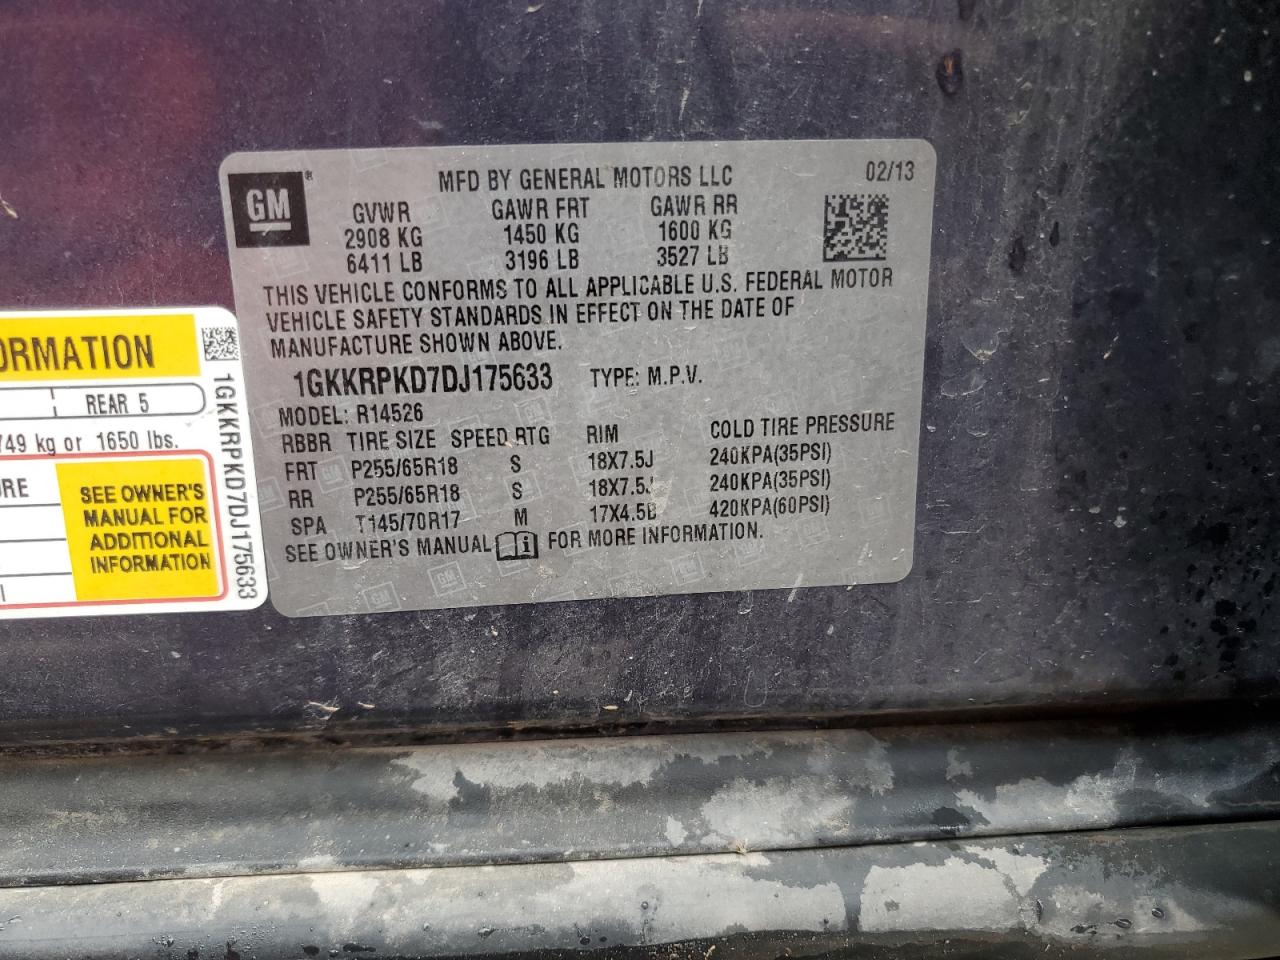 GM®
MFD BY GENERAL MOTORS LLC 02/13
GVWR GAWR FRT GAWR RR
2908 KG 1450 KG 1600 KG
6411 LB 3196 LB 3527 LB
THIS VEHICLE CONFORMS TO ALL APPLICABLE U.S. FEDERAL MOTOR
VEHICLE SAFETY STANDARDS IN EFFECT ON THE DATE OF
MANUFACTURE SHOWN ABOVE.
1GKKRPKD7DJ175633 TYPE: M.P.V.
MODEL: R14526
RBBR TIRE SIZE SPEED RTG RIM COLD TIRE PRESSURE
FRT P255/65R18 S 18X7.5J 240KPA(35PSI)
RR P255/65R18 S 18X7.5J 240KPA(35PSI)
SPA T145/70R17 M 17X4.5B 420KPA(60PSI)
SEE OWNER'S MANUAL i FOR MORE INFORMATION.
ORMATION
REAR 5
749 kg or 1650 lbs.
URE
SEE OWNER'S
MANUAL FOR
ADDITIONAL
INFORMATION
1GKKRPKD7DJ175633